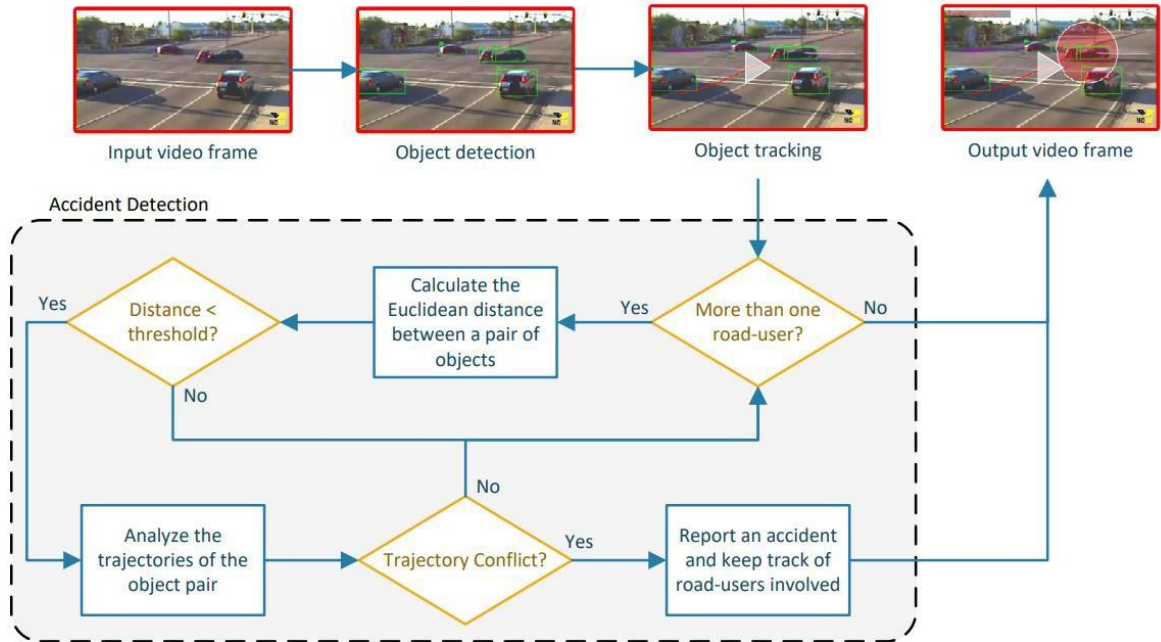 Input video frame
Object detection
Object tracking
Output video frame
Accident Detection
Yes
Distance <
threshold?
Calculate the
Euclidean distance
between a pair of
objects
Yes
More than one
road-user?
No
No
No
Analyze the
trajectories of the
object pair
Trajectory Conflict?
Yes
Report an accident
and keep track of
road-users involved